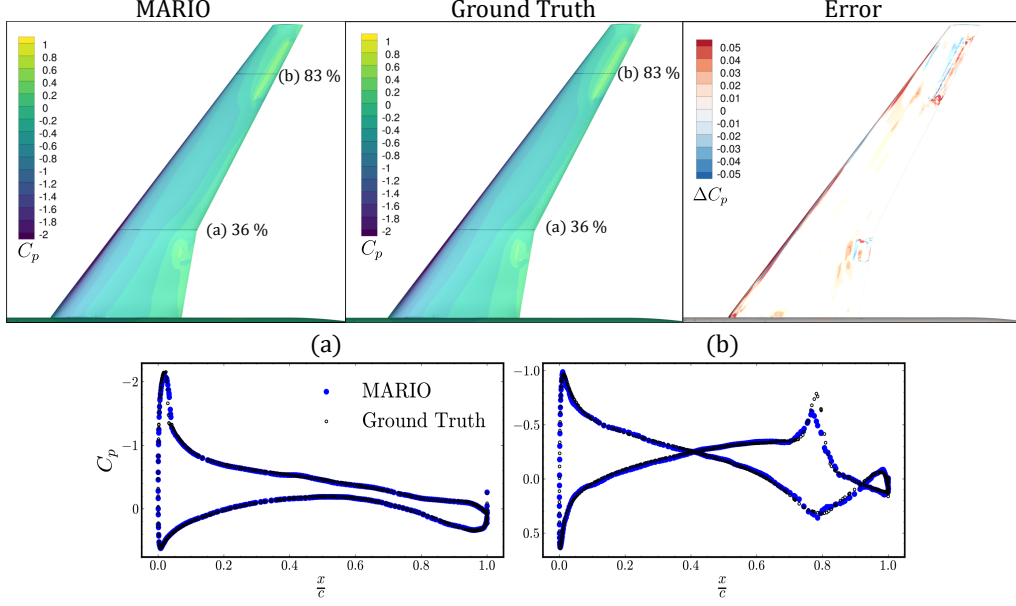 MARIO
Ground Truth
Error
1
0.8
0.6
0.4
0.2
0
-0.2
-0.4
-0.6
-0.8
-1
-1.2
-1.4
-1.6
-1.8
-2
C_p
(b) 83 %
(a) 36 %
1
0.8
0.6
0.4
0.2
0
-0.2
-0.4
-0.6
-0.8
-1
-1.2
-1.4
-1.6
-1.8
-2
C_p
(b) 83 %
(a) 36 %
0.05
0.04
0.03
0.02
0.01
-0.01
-0.02
-0.03
-0.04
-0.05
ΔC_p
(a)
(b)
C_p
−2
−1
0
MARIO
Ground Truth
0.0 0.2 0.4 0.6 0.8 1.0
x/c
−1.0
−0.5
0.0
0.5
0.0 0.2 0.4 0.6 0.8 1.0
x/c